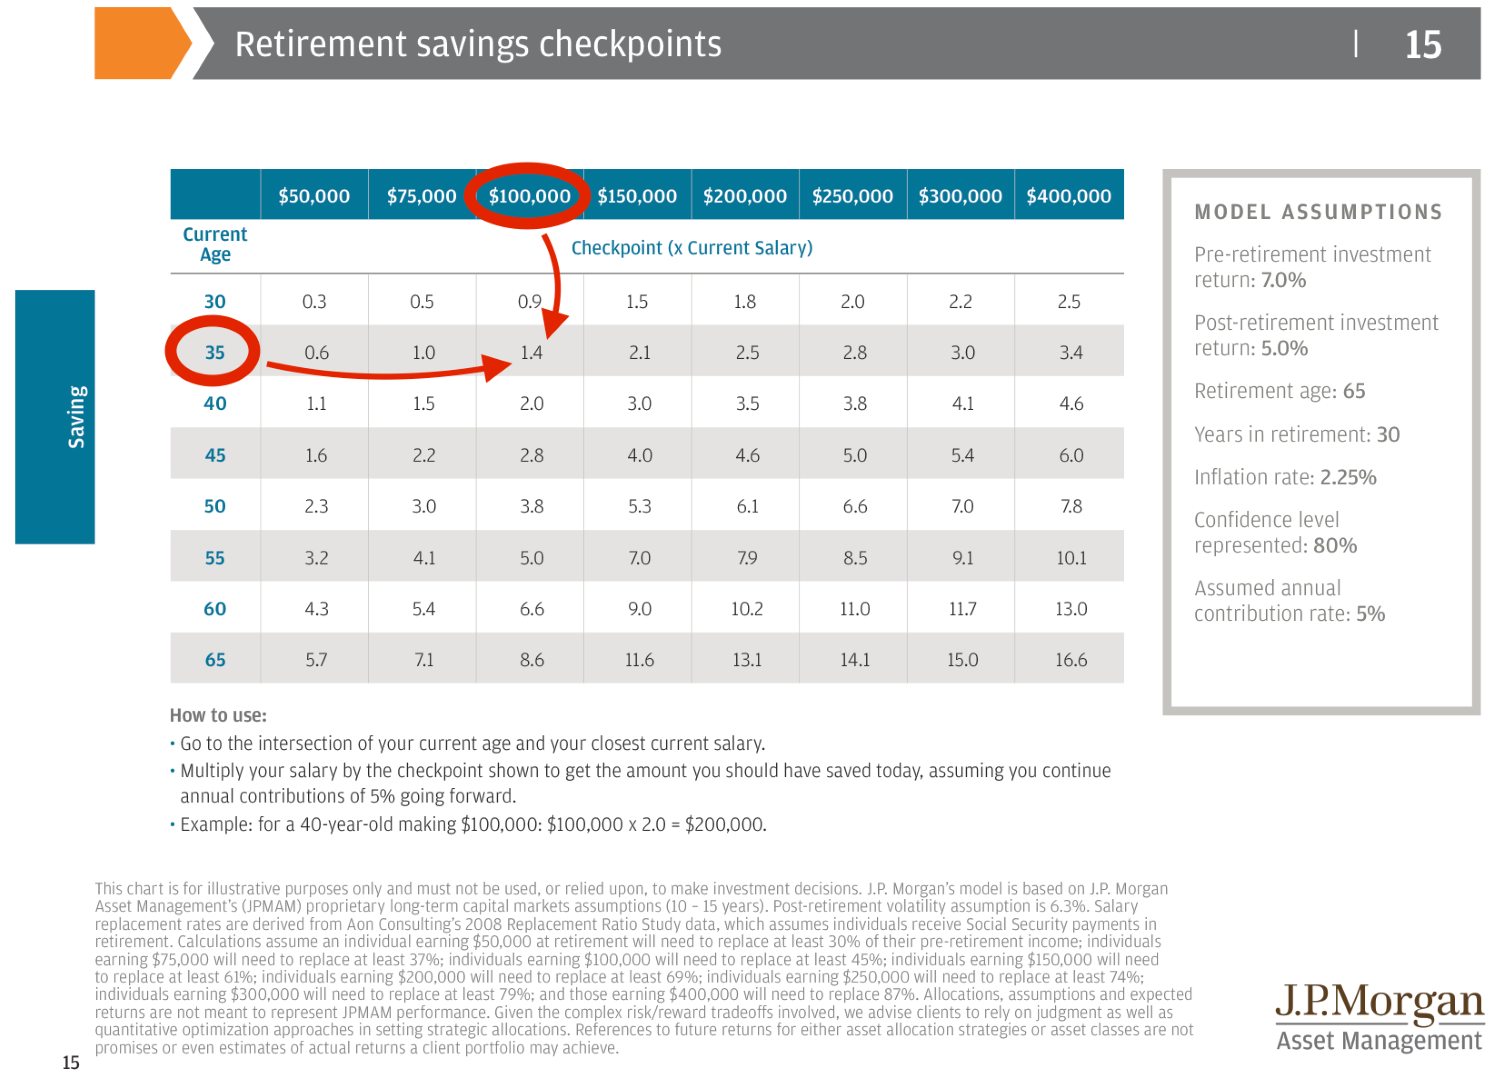 Retirement savings checkpoints | 15
$50,000 $75,000 $100,000 $150,000 $200,000 $250,000 $300,000 $400,000
Current Age
Checkpoint (x Current Salary)
30 0.3 0.5 0.9 1.5 1.8 2.0 2.2 2.5
35 0.6 1.0 1.4 2.1 2.5 2.8 3.0 3.4
40 1.1 1.5 2.0 3.0 3.5 3.8 4.1 4.6
45 1.6 2.2 2.8 4.0 4.6 5.0 5.4 6.0
50 2.3 3.0 3.8 5.3 6.1 6.6 7.0 7.8
55 3.2 4.1 5.0 7.0 7.9 8.5 9.1 10.1
60 4.3 5.4 6.6 9.0 10.2 11.0 11.7 13.0
65 5.7 7.1 8.6 11.6 13.1 14.1 15.0 16.6
Saving
MODEL ASSUMPTIONS
Pre-retirement investment
return: 7.0%
Post-retirement investment
return: 5.0%
Retirement age: 65
Years in retirement: 30
Inflation rate: 2.25%
Confidence level
represented: 80%
Assumed annual
contribution rate: 5%
How to use:
• Go to the intersection of your current age and your closest current salary.
• Multiply your salary by the checkpoint shown to get the amount you should have saved today, assuming you continue
annual contributions of 5% going forward.
• Example: for a 40-year-old making $100,000: $100,000 x 2.0 = $200,000.
This chart is for illustrative purposes only and must not be used, or relied upon, to make investment decisions. J.P. Morgan's model is based on J.P. Morgan
Asset Management's (JPMAM) proprietary long-term capital markets assumptions (10 – 15 years). Post-retirement volatility assumption is 6.3%. Salary
replacement rates are derived from Aon Consulting's 2008 Replacement Ratio Study data, which assumes individuals receive Social Security payments in
retirement. Calculations assume an individual earning $50,000 at retirement will need to replace at least 30% of their pre-retirement income; individuals
earning $75,000 will need to replace at least 37%; individuals earning $100,000 will need to replace at least 45%; individuals earning $150,000 will need
to replace at least 61%; individuals earning $200,000 will need to replace at least 69%; individuals earning $250,000 will need to replace at least 74%;
individuals earning $300,000 will need to replace at least 79%; and those earning $400,000 will need to replace 87%. Allocations, assumptions and expected
returns are not meant to represent JPMAM performance. Given the complex risk/reward tradeoffs involved, we advise clients to rely on judgment as well as
quantitative optimization approaches in setting strategic allocations. References to future returns for either asset allocation strategies or asset classes are not
promises or even estimates of actual returns a client portfolio may achieve.
15
J.P.Morgan
Asset Management